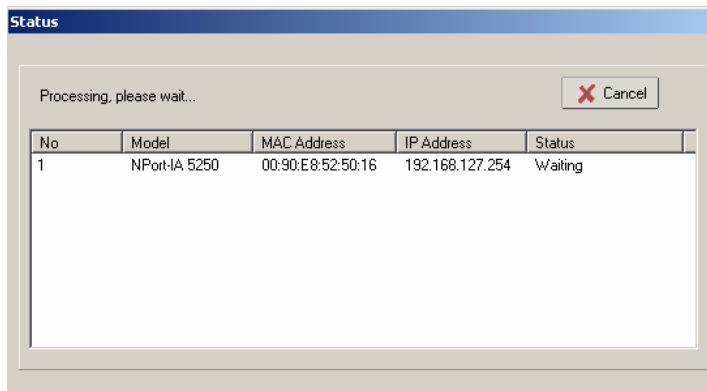 Status
Processing, please wait...
Cancel
No Model MAC Address IP Address Status
1 NPort-IA 5250 00:90:E8:52:50:16 192.168.127.254 Waiting